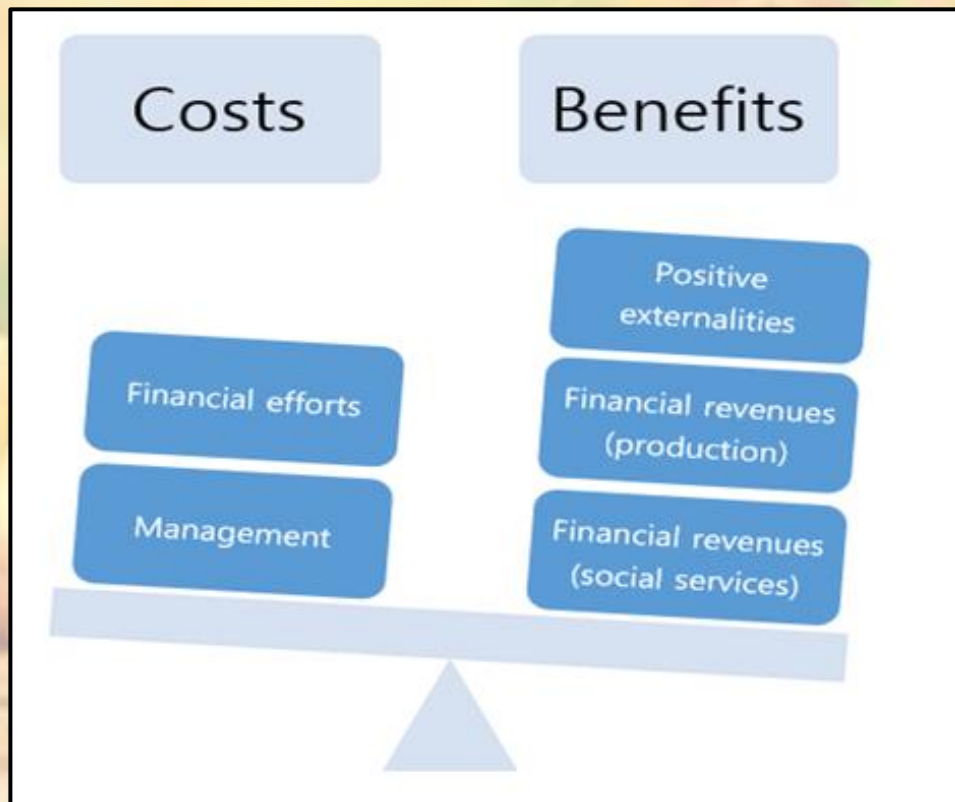 Costs
Benefits
Financial efforts
Management
Positive
externalities
Financial revenues
(production)
Financial revenues
(social services)